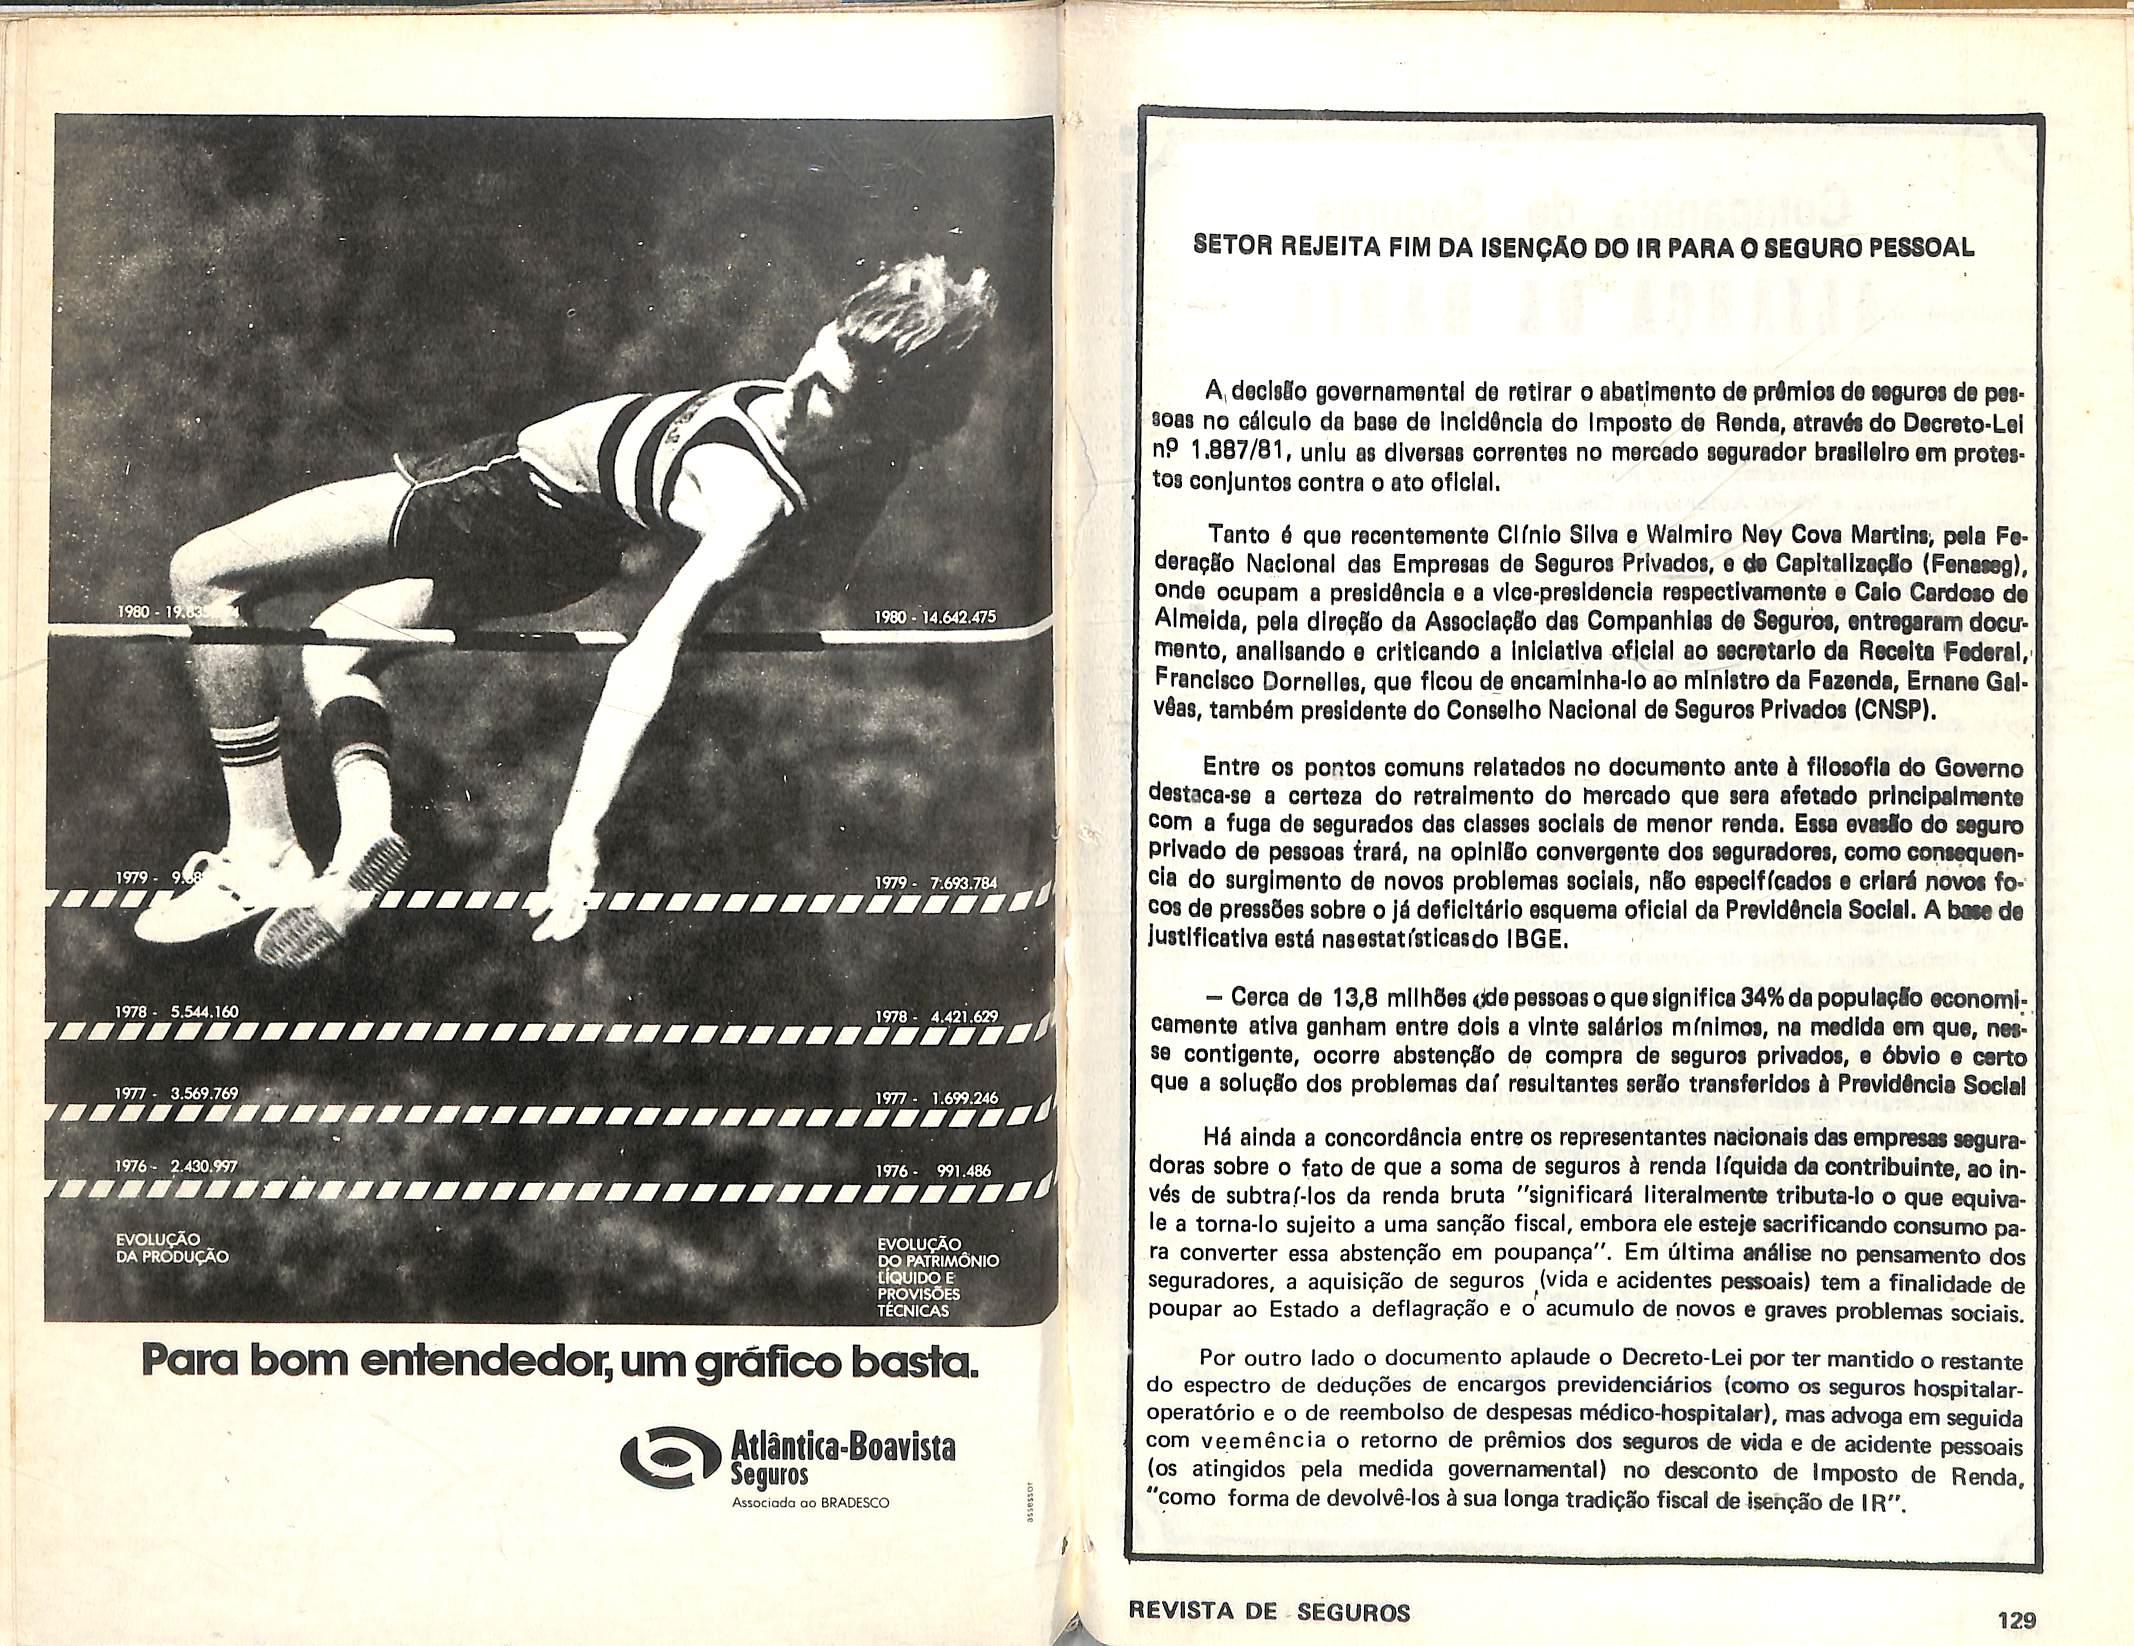 1980 - 19.63
1980 - 14.642.475
1979 - 9.
1979 - 7.693.784
1978 - 5.544.160
1978 - 4.421.629
1977 - 3.569.769
1977 - 1.699.246
1976 - 2.430.997
1976 - 991.486
EVOLUÇÃO
DA PRODUÇÃO
EVOLUÇÃO
DO PATRIMÔNIO
LÍQUIDO E
PROVISÕES
TÉCNICAS
Para bom entendedor, um gráfico basta.
Atlântica-Boavista
Seguros
Associada ao BRADESCO
assessor
SETOR REJEITA FIM DA ISENÇÃO DO IR PARA O SEGURO PESSOAL
A decisão governamental de retirar o abatimento de prêmios de seguros de pes-
soas no cálculo da base de incidência do Imposto de Renda, através do Decreto-Lei
nº 1.887/81, uniu as diversas correntes no mercado segurador brasileiro em protes-
tos conjuntos contra o ato oficial.
Tanto é que recentemente Clínio Silva e Walmiro Ney Cova Martins, pela Fe-
deração Nacional das Empresas de Seguros Privados, e de Capitalização (Fenaseg),
onde ocupam a presidência e a vice-presidencia respectivamente e Caio Cardoso de
Almeida, pela direção da Associação das Companhias de Seguros, entregaram docu-
mento, analisando e criticando a iniciativa oficial ao secretario da Receita Federal,
Francisco Dornelles, que ficou de encaminha-lo ao ministro da Fazenda, Ernane Gal-
vêas, também presidente do Conselho Nacional de Seguros Privados (CNSP).
Entre os pontos comuns relatados no documento ante à filosofia do Governo
destaca-se a certeza do retraimento do mercado que sera afetado principalmente
com a fuga de segurados das classes sociais de menor renda. Essa evasão do seguro
privado de pessoas trará, na opinião convergente dos seguradores, como consequen-
cia do surgimento de novos problemas sociais, não especifícados e criará novos fo-
cos de pressões sobre o já deficitário esquema oficial da Previdência Social. A base de
justificativa está nasestatísticasdo IBGE.
— Cerca de 13,8 milhões de pessoas o que significa 34% da população economi-
camente ativa ganham entre dois a vinte salários mínimos, na medida em que, nes-
se contigente, ocorre abstenção de compra de seguros privados, e óbvio e certo
que a solução dos problemas daí resultantes serão transferidos à Previdência Social
Há ainda a concordância entre os representantes nacionais das empresas segura-
doras sobre o fato de que a soma de seguros à renda líquida da contribuinte, ao in-
vés de subtraí-los da renda bruta "significará literalmente tributa-lo o que equiva-
le a torna-lo sujeito a uma sanção fiscal, embora ele esteje sacrificando consumo pa-
ra converter essa abstenção em poupança". Em última análise no pensamento dos
seguradores, a aquisição de seguros (vida e acidentes pessoais) tem a finalidade de
poupar ao Estado a deflagração e o acumulo de novos e graves problemas sociais.
Por outro lado o documento aplaude o Decreto-Lei por ter mantido o restante
do espectro de deduções de encargos previdenciários (como os seguros hospitalar-
operatório e o de reembolso de despesas médico-hospitalar), mas advoga em seguida
com veemência o retorno de prêmios dos seguros de vida e de acidente pessoais
(os atingidos pela medida governamental) no desconto de Imposto de Renda,
"como forma de devolvê-los à sua longa tradição fiscal de isenção de IR".
REVISTA DE SEGUROS
129